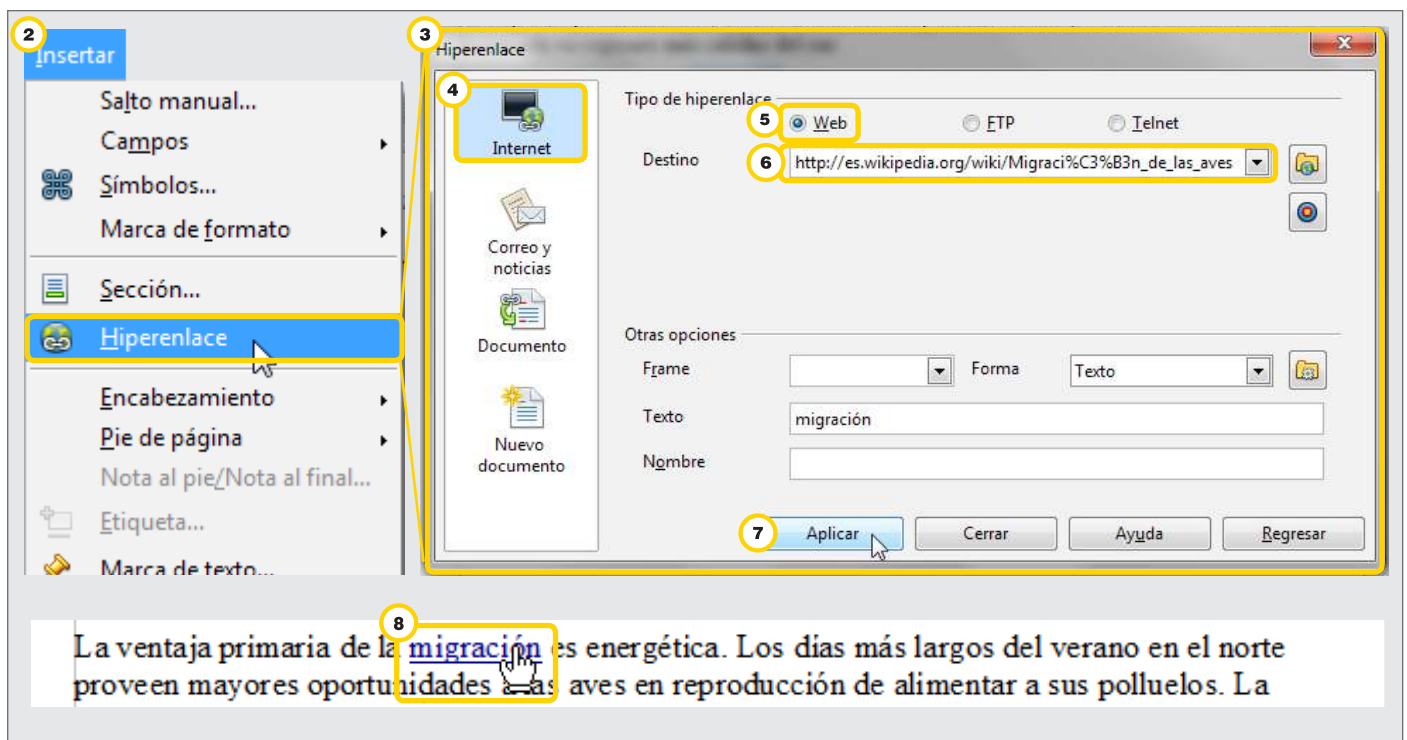 2
Insertar
Salto manual...
Campos
Símbolos...
Marca de formato
Sección...
Hiperenlace
Encabezamiento
Pie de página
Nota al pie/Nota al final...
Etiqueta...
Marca de texto...
3
Hiperenlace
4
Internet
Correo y
noticias
Documento
Nuevo
documento
Tipo de hiperenlace
5 Web FTP Telnet
Destino 6 http://es.wikipedia.org/wiki/Migraci%C3%B3n_de_las_aves
Otras opciones
Frame Forma Texto
Texto migración
Nombre
7 Aplicar Cerrar Ayuda Regresar
8
La ventaja primaria de la migración es energética. Los días más largos del verano en el norte
proveen mayores oportunidades a las aves en reproducción de alimentar a sus polluelos. La